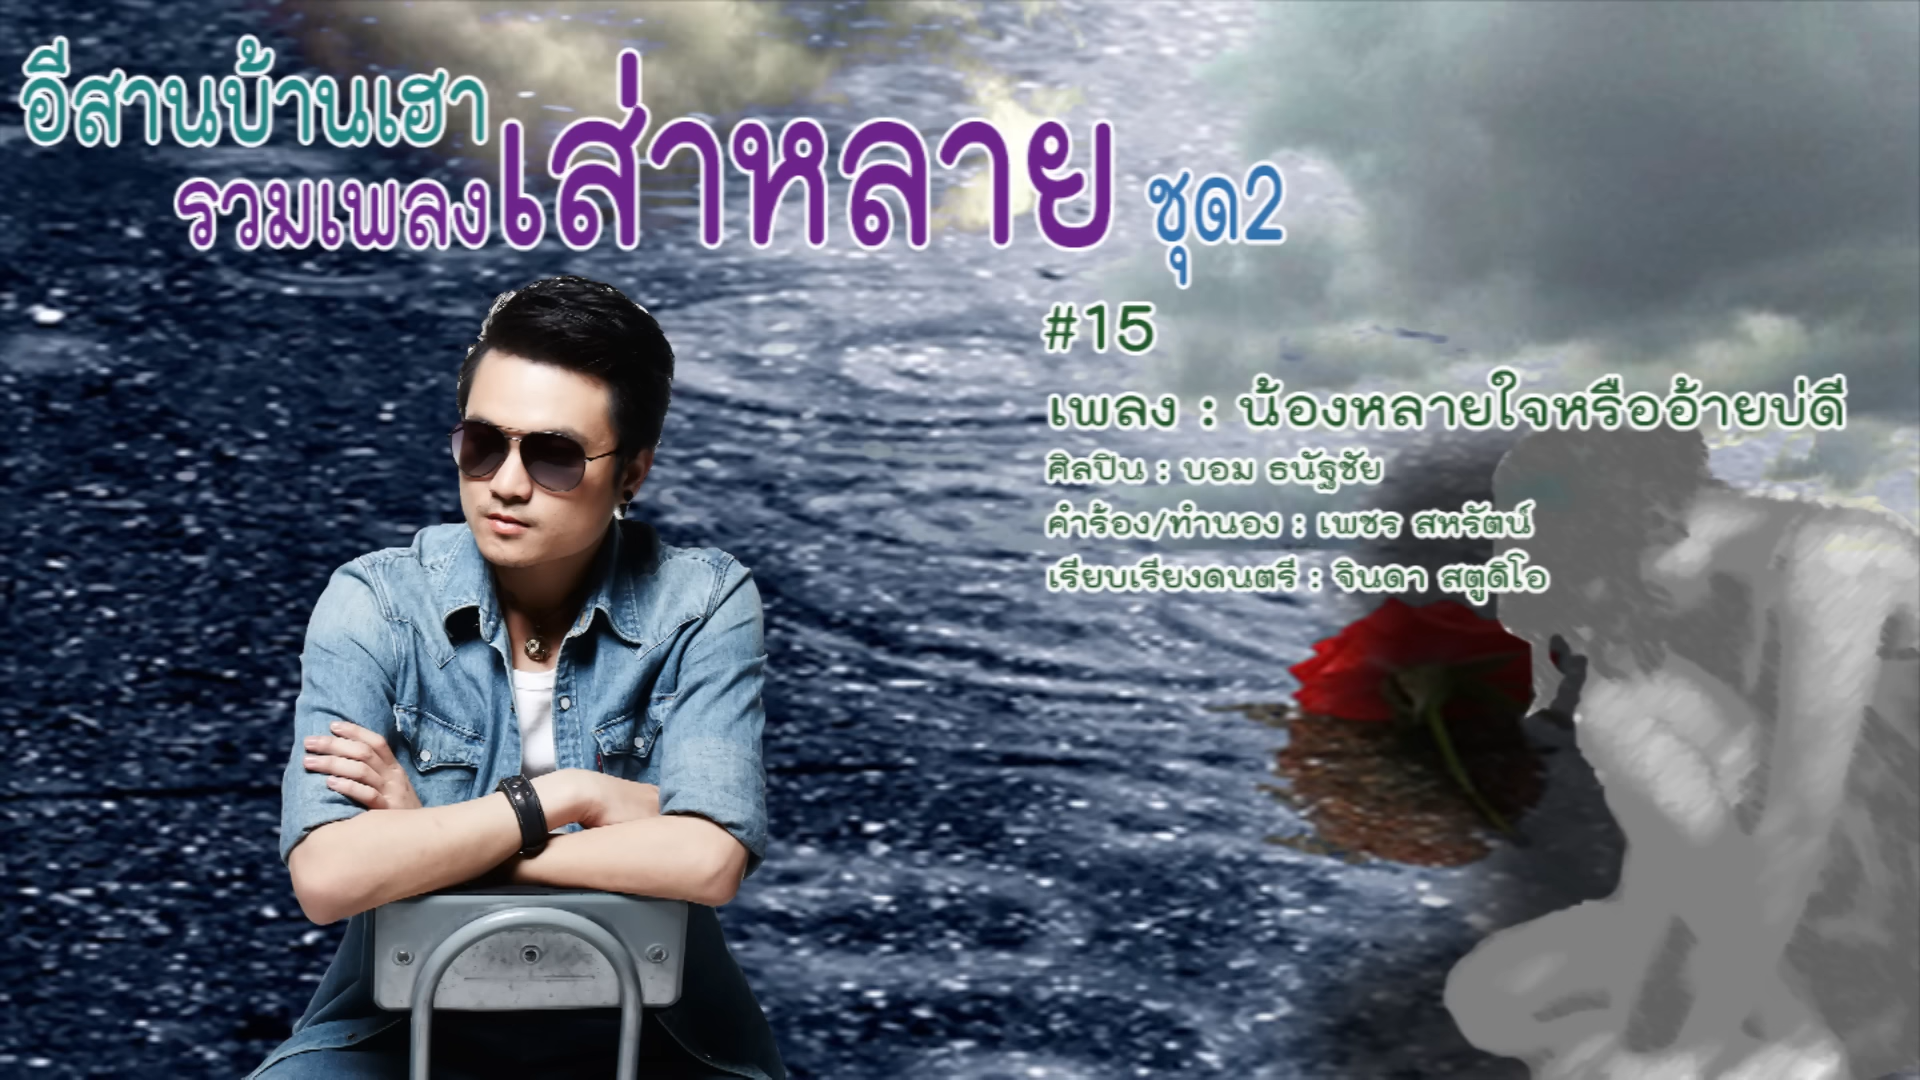 อีสานบ้านเฮา
รวมเพลงเส่าหลาย ชุด2
#15
เพลง : น้องหลายใจหรืออ้ายบ่ดี
ศิลปิน : บอม ธนัฐชัย
คำร้อง/ทำนอง : เพชร สหรัตน์
เรียบเรียงดนตรี : จินดา สตูดิโอ